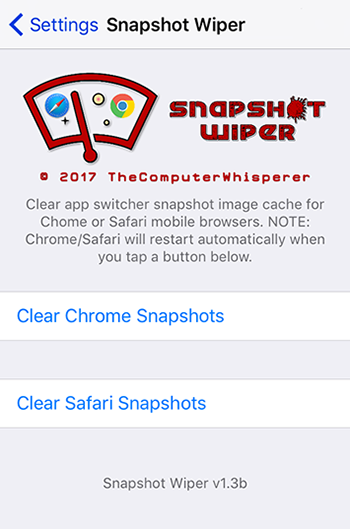 Settings Snapshot Wiper
SnapShot
Wiper
© 2017 TheComputerWhisperer
Clear app switcher snapshot image cache for
Chome or Safari mobile browsers. NOTE:
Chrome/Safari will restart automatically when
you tap a button below.
Clear Chrome Snapshots
Clear Safari Snapshots
Snapshot Wiper v1.3b